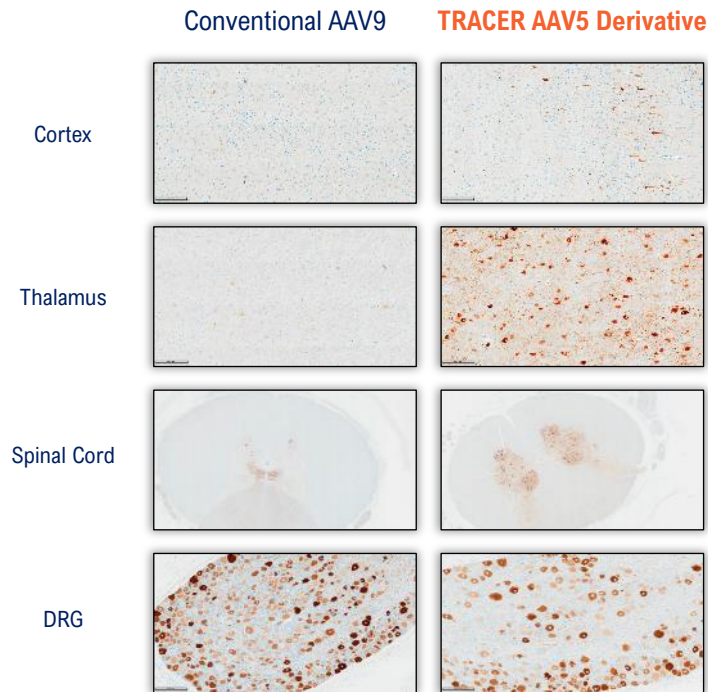 Conventional AAV9
TRACER AAV5 Derivative
Cortex
Thalamus
Spinal Cord
DRG